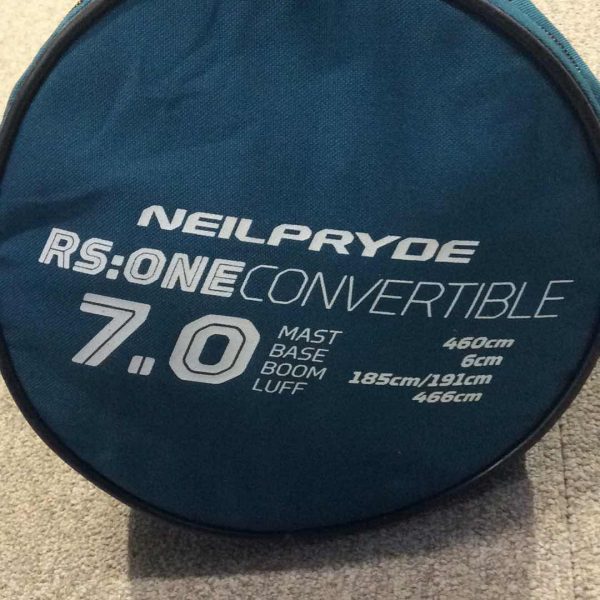 NEILPRYDE
RS:ONE CONVERTIBLE
7.0
MAST 460cm
BASE 6cm
BOOM 185cm/191cm
LUFF 466cm